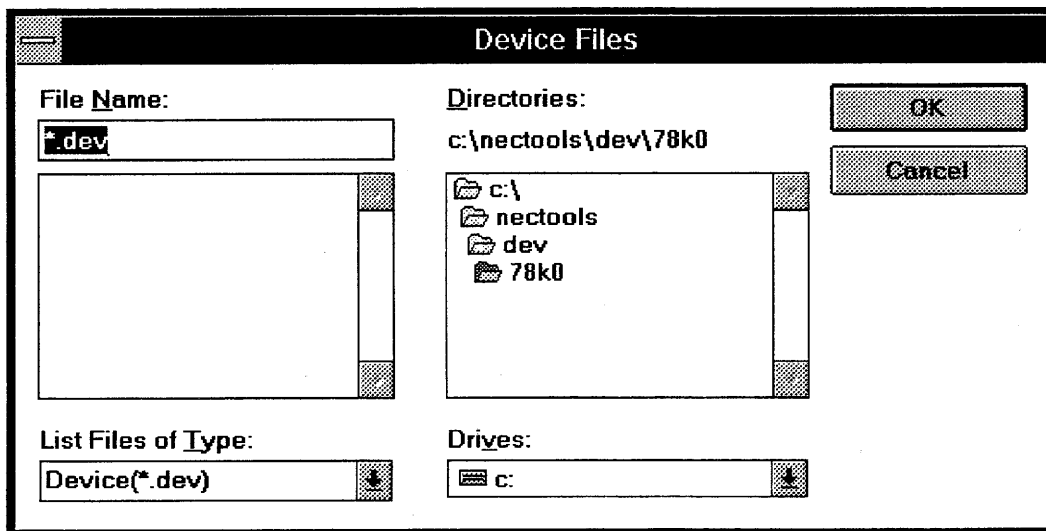 Device Files
File Name:
*.dev
Directories:
c:\nectools\dev\78k0
c:\
nectools
dev
78k0
OK
Cancel
List Files of Type:
Device(*.dev)
Drives:
c: